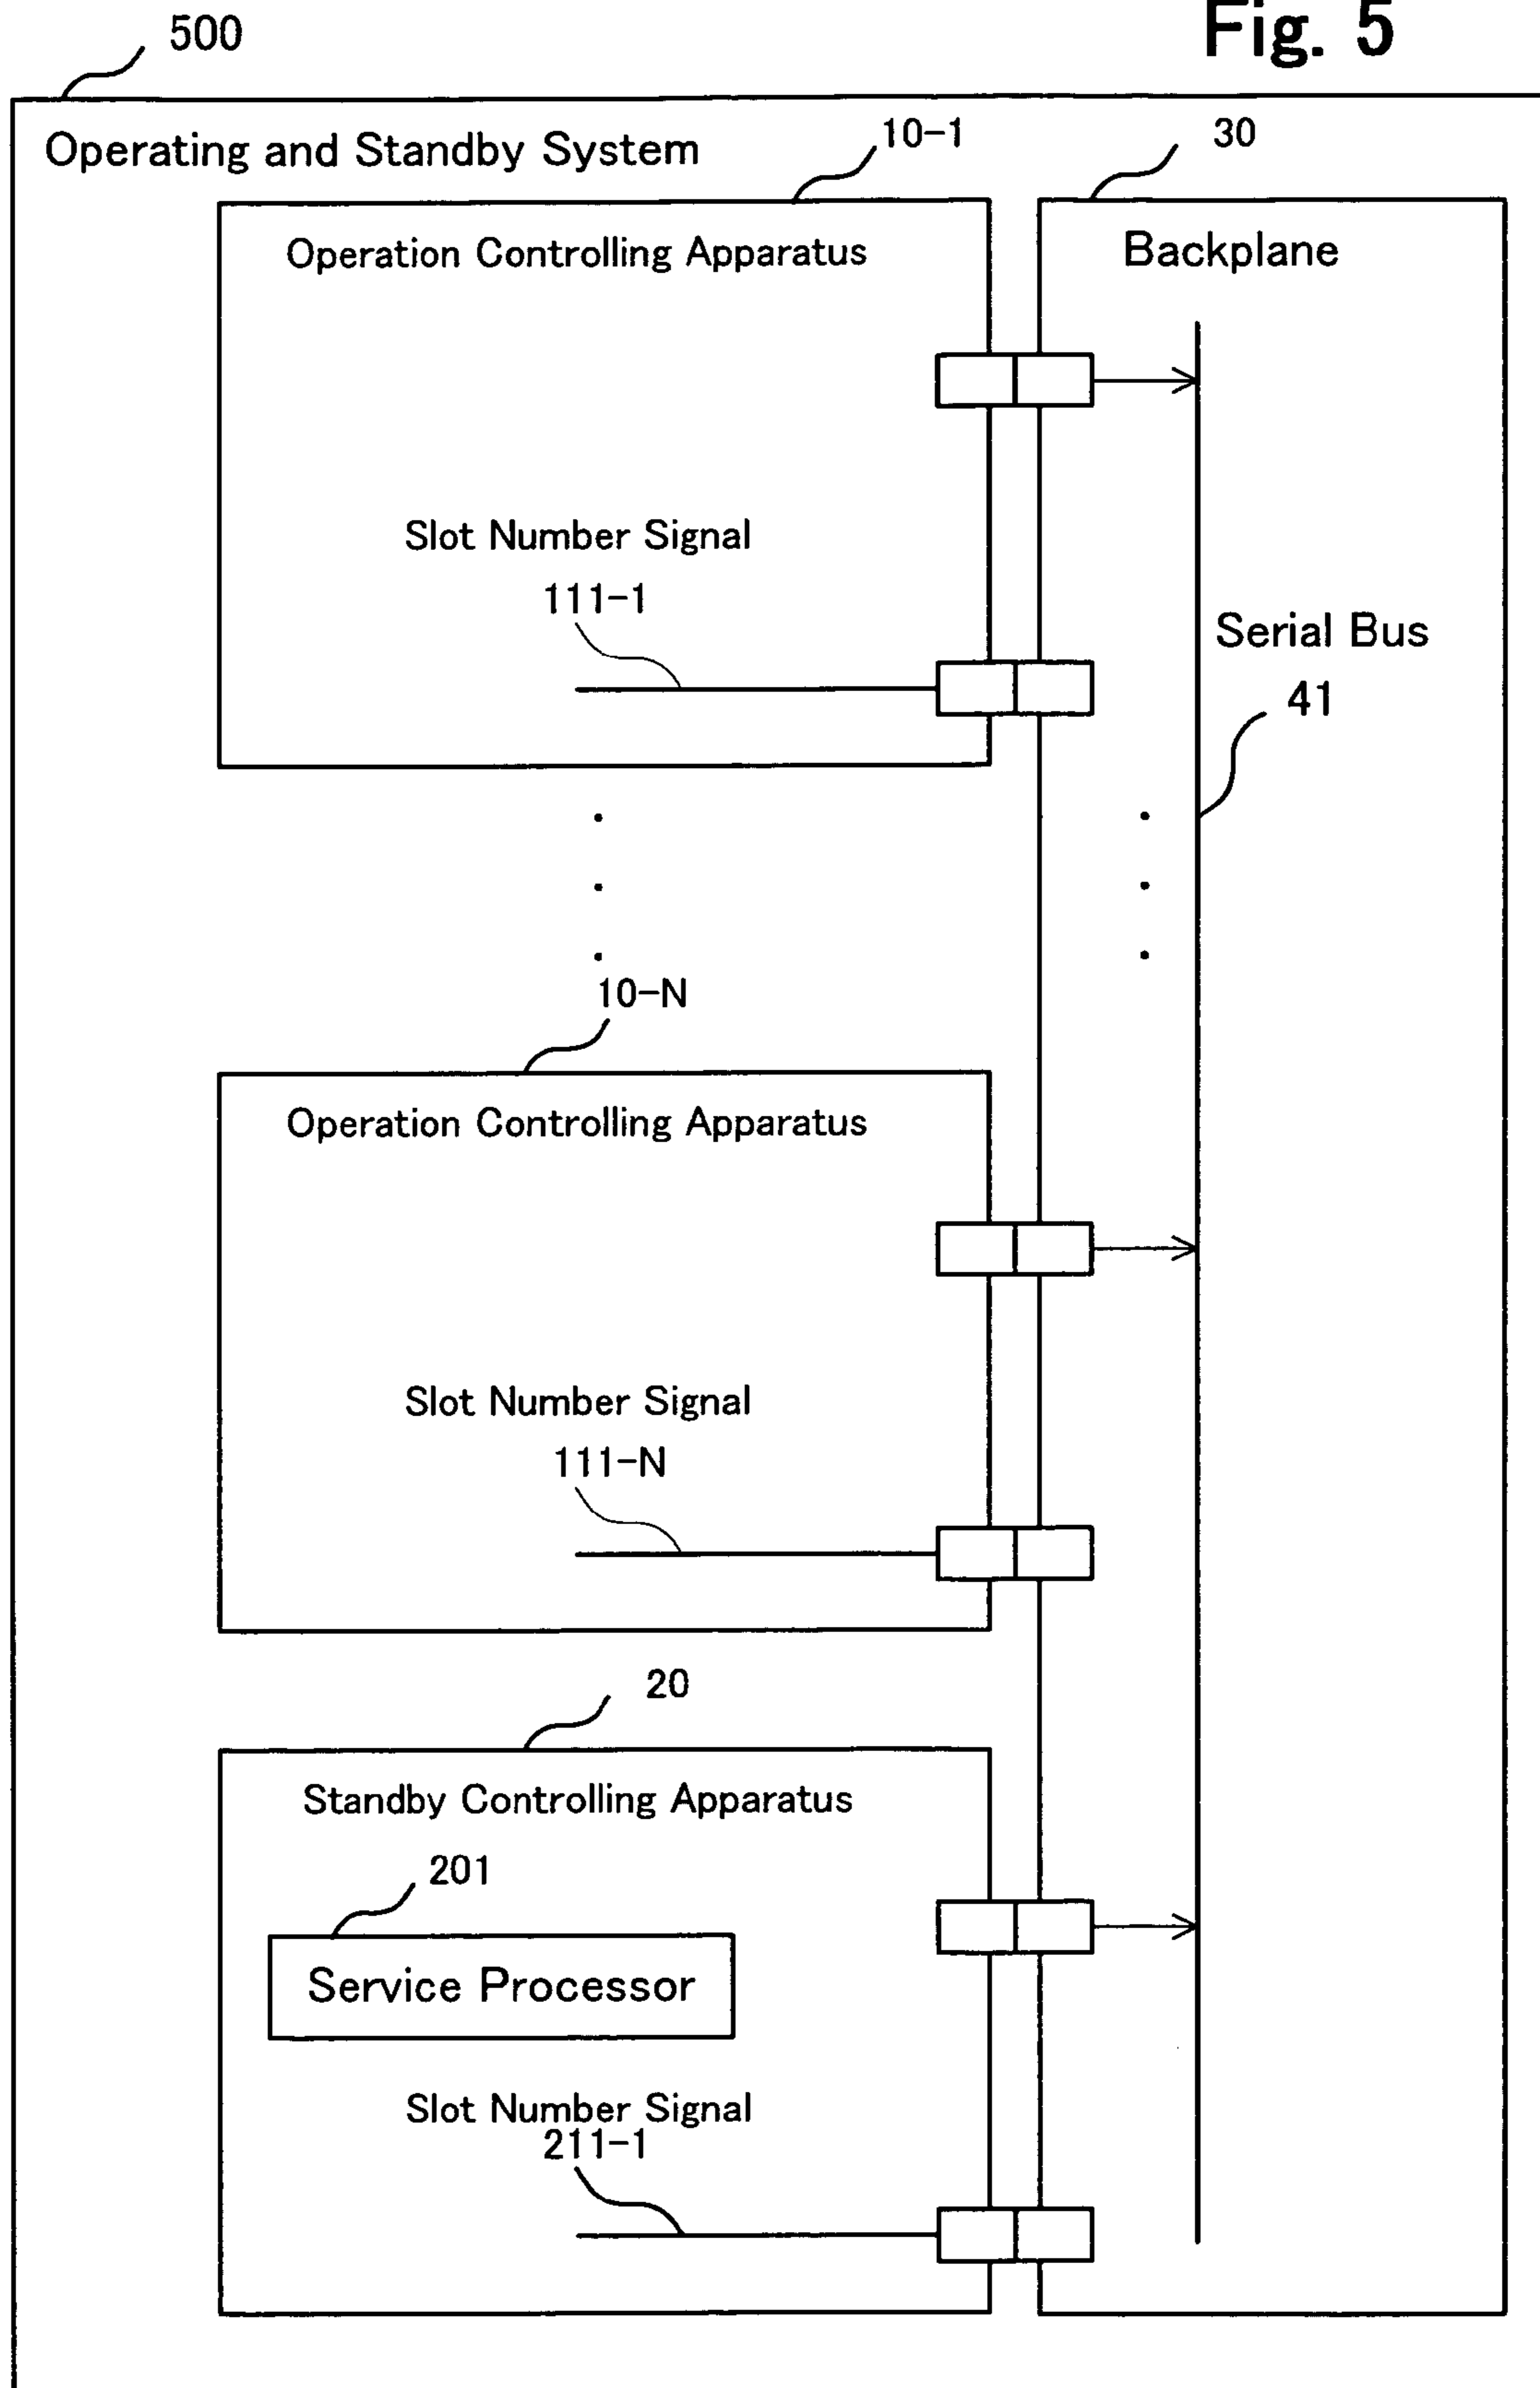 Fig. 5
500
Operating and Standby System
10-1
30
Operation Controlling Apparatus
Backplane
Slot Number Signal
111-1
Serial Bus
41
10-N
Operation Controlling Apparatus
Slot Number Signal
111-N
20
Standby Controlling Apparatus
201
Service Processor
Slot Number Signal
211-1